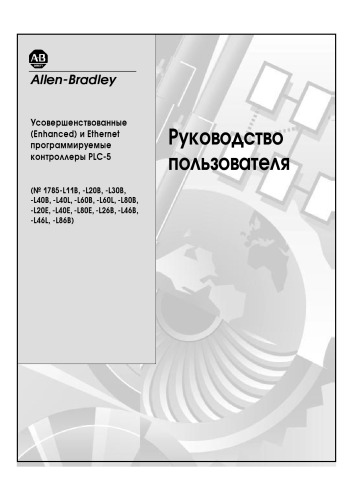 AB
Allen-Bradley
Усовершенствованные
(Enhanced) и Ethernet
программируемые
контроллеры PLC-5
(№ 1785-L11B, -L20B, -L30B,
-L40B, -L40L, -L60B, -L60L, -L80B,
-L20E, -L40E, -L80E, -L26B, -L46B,
-L46L, -L86B)
Руководство
пользователя